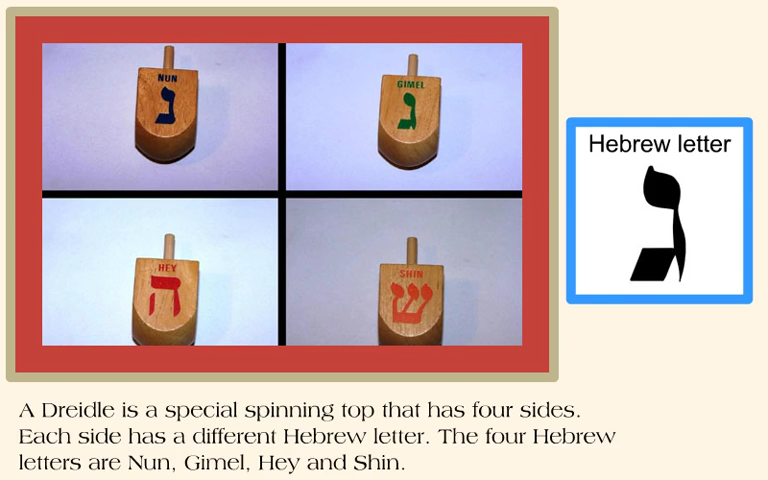 NUN
נ
GIMEL
ג
HEY
ה
SHIN
ש
Hebrew letter
ג
A Dreidle is a special spinning top that has four sides.
Each side has a different Hebrew letter. The four Hebrew
letters are Nun, Gimel, Hey and Shin.